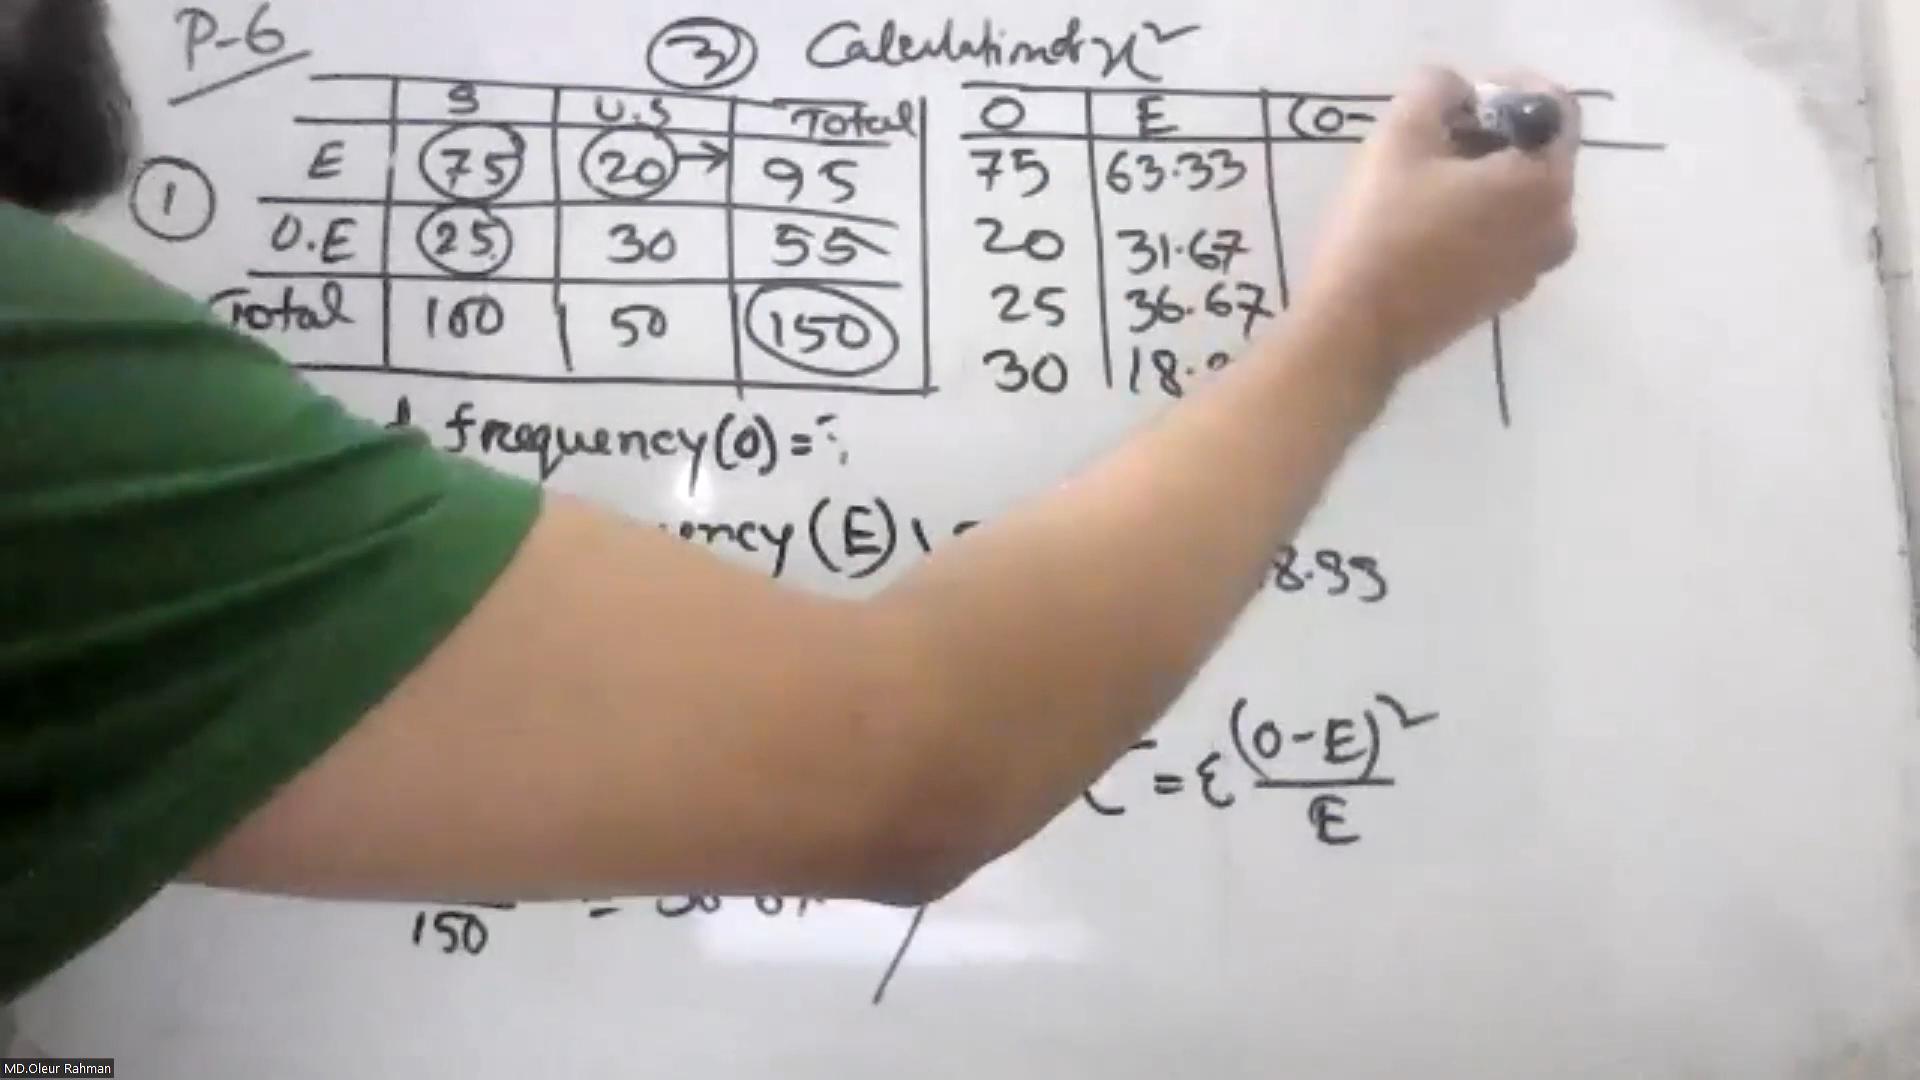 P-6
③ Calculation of χ²
S U.S Total
① E 75 20 → 95
U.E 25 30 55
Total 100 50 150
O E (O-
75 63.33
20 31.67
25 36.67
30 18.
frequency (O) =
(E)
8.33
= Σ (O-E)² / E
150
MD.Oleur Rahman